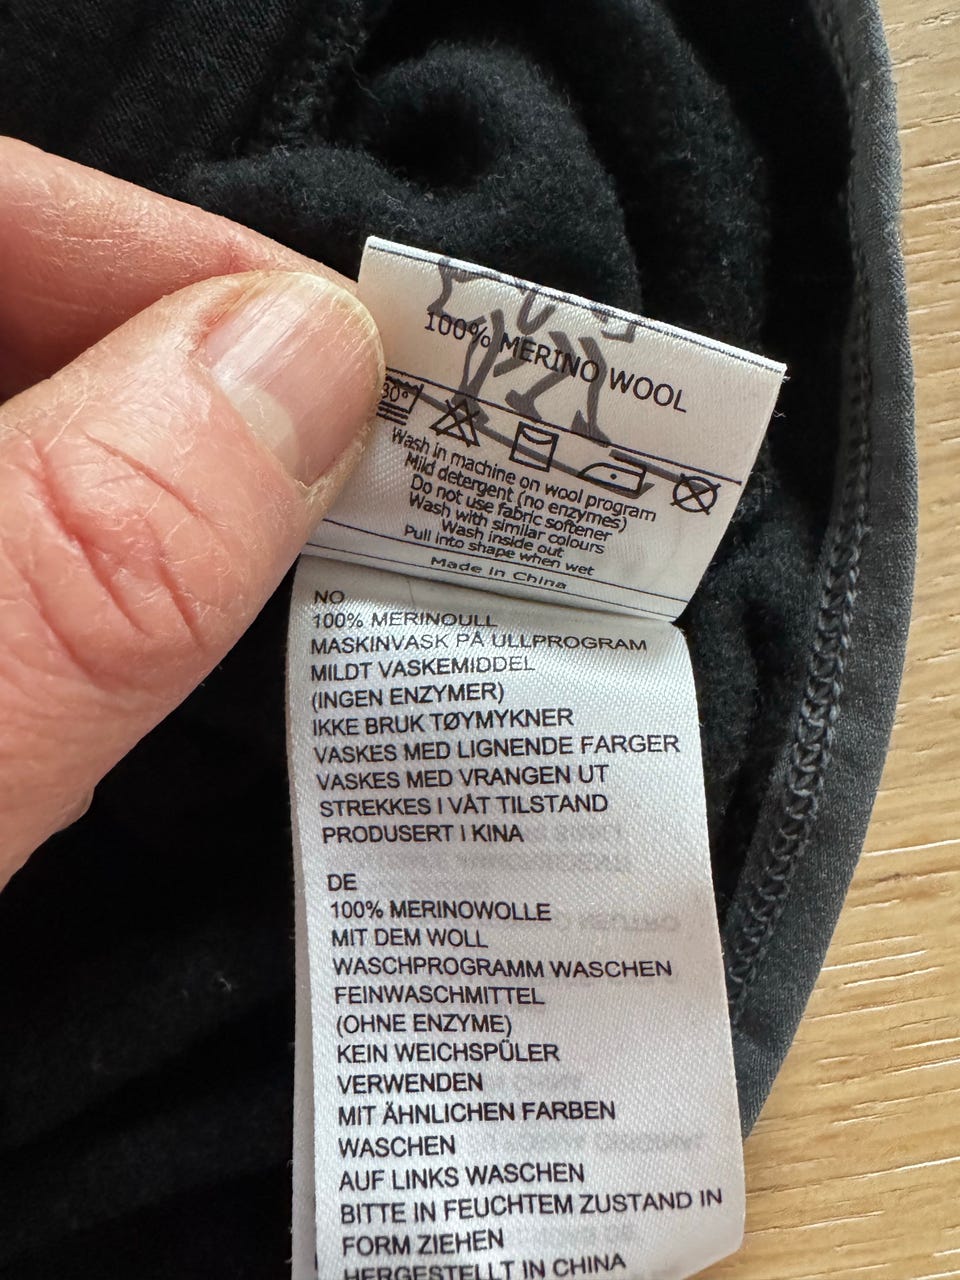 100% MERINO WOOL
30°
Wash in machine on wool program
Mild detergent (no enzymes)
Do not use fabric softener
Wash with similar colours
Wash inside out
Pull into shape when wet
Made in China
NO
100% MERINOULL
MASKINVASK PÅ ULLPROGRAM
MILDT VASKEMIDDEL
(INGEN ENZYMER)
IKKE BRUK TØYMYKNER
VASKES MED LIGNENDE FARGER
VASKES MED VRANGEN UT
STREKKES I VÅT TILSTAND
PRODUSERT I KINA
DE
100% MERINOWOLLE
MIT DEM WOLL
WASCHPROGRAMM WASCHEN
FEINWASCHMITTEL
(OHNE ENZYME)
KEIN WEICHSPÜLER
VERWENDEN
MIT ÄHNLICHEN FARBEN
WASCHEN
AUF LINKS WASCHEN
BITTE IN FEUCHTEM ZUSTAND IN
FORM ZIEHEN
HERGESTELLT IN CHINA